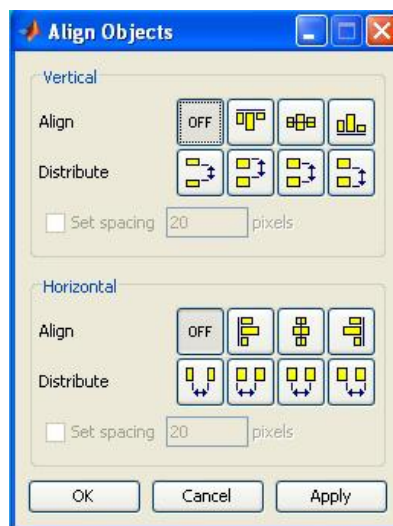 Align Objects
Vertical
Align OFF
Distribute
Set spacing 20 pixels
Horizontal
Align OFF
Distribute
Set spacing 20 pixels
OK Cancel Apply